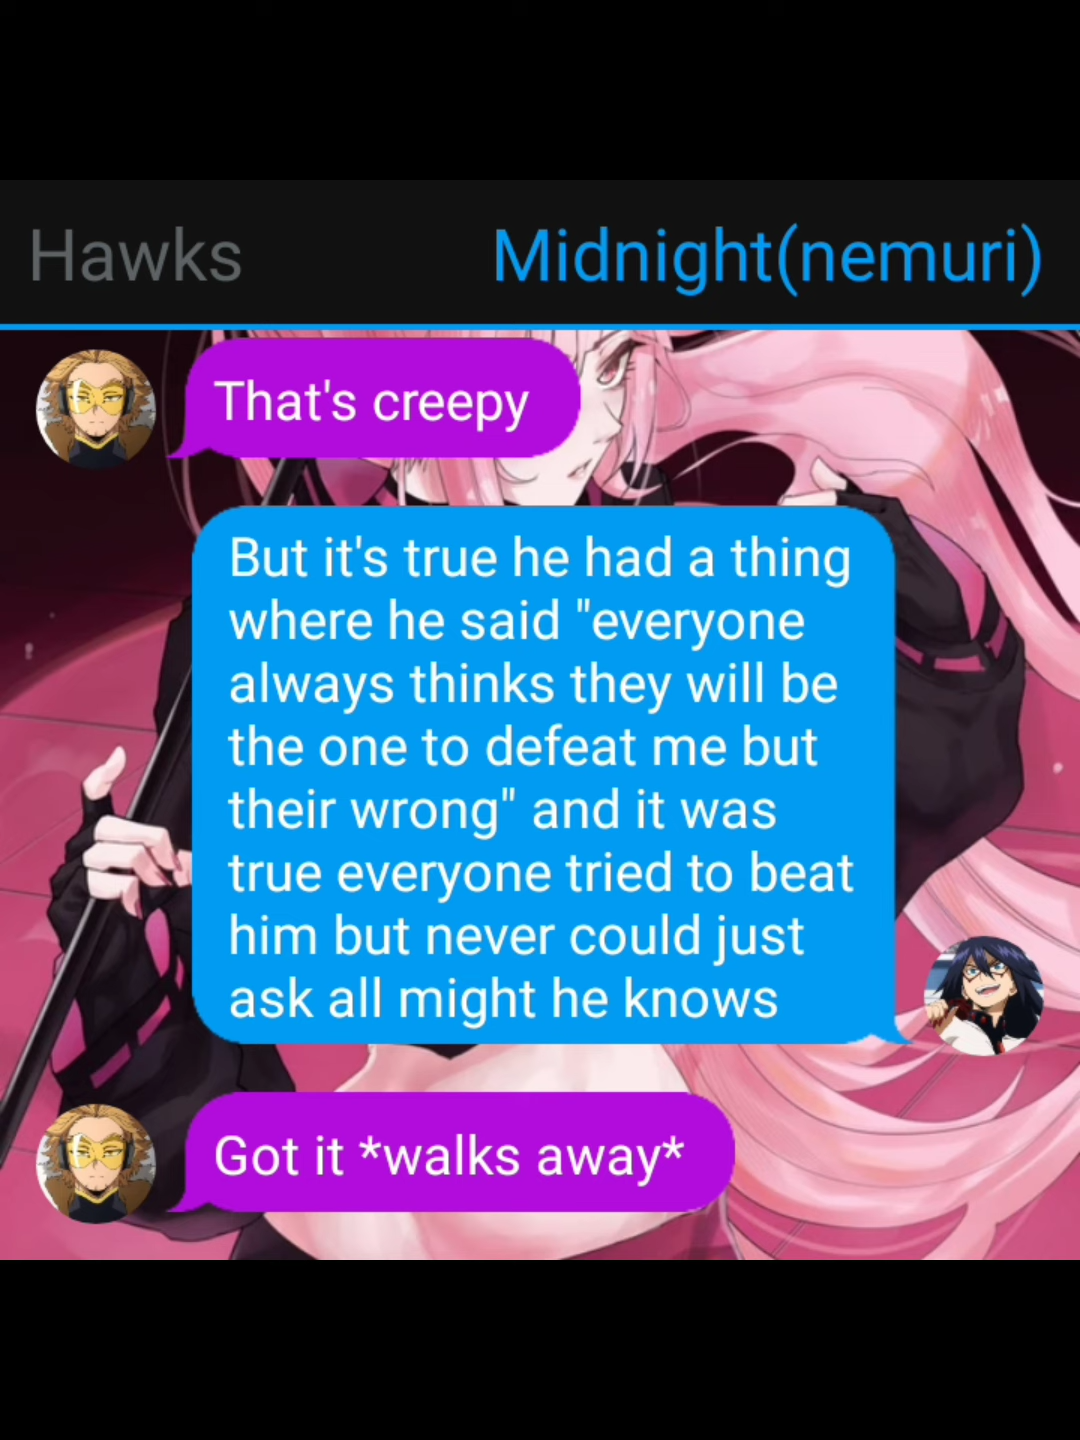 Hawks Midnight(nemuri)
That's creepy
But it's true he had a thing
where he said "everyone
always thinks they will be
the one to defeat me but
their wrong" and it was
true everyone tried to beat
him but never could just
ask all might he knows
Got it *walks away*